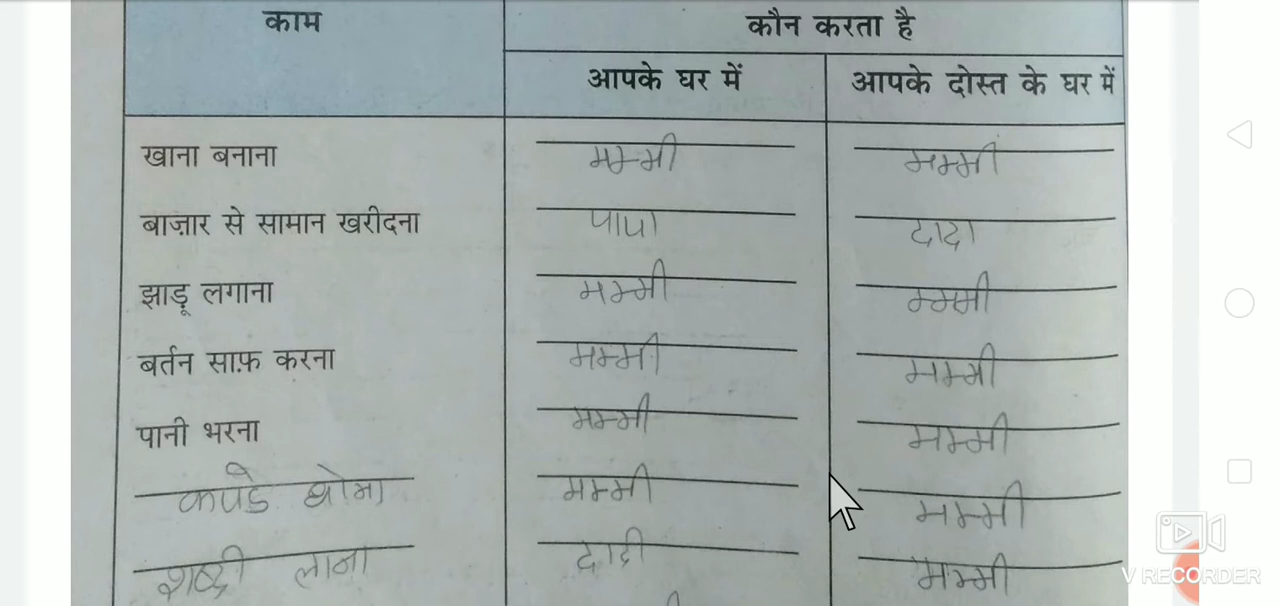 काम कौन करता है
आपके घर में आपके दोस्त के घर में
खाना बनाना मम्मी मम्मी
बाज़ार से सामान खरीदना पापा दादा
झाड़ू लगाना मम्मी म्ममी
बर्तन साफ़ करना मम्मी मम्मी
पानी भरना मम्मी मम्मी
कपडे धोना मम्मी मम्मी
लाना दादी मम्मी
V RECORDER